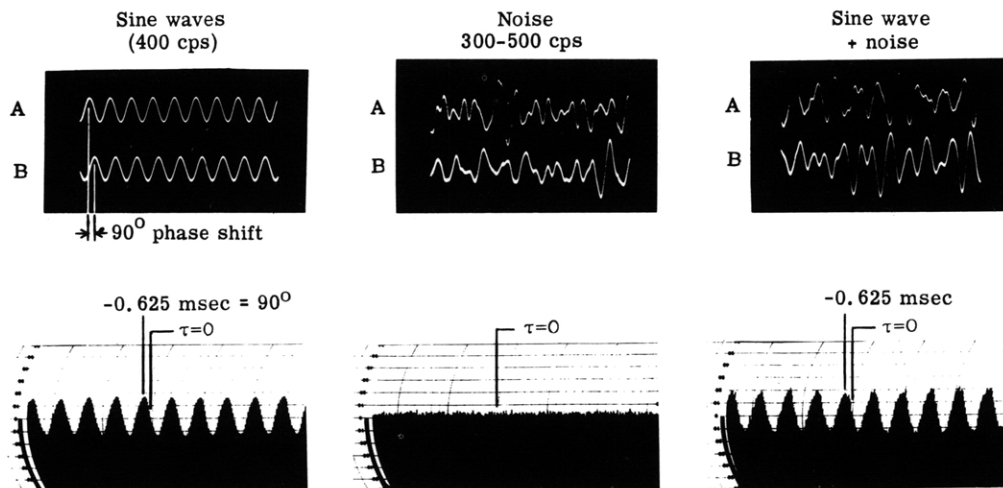 Sine waves
(400 cps)
Noise
300-500 cps
Sine wave
+ noise
A
B
A
B
A
B
90° phase shift
-0.625 msec = 90°
τ=0
τ=0
-0.625 msec
τ=0